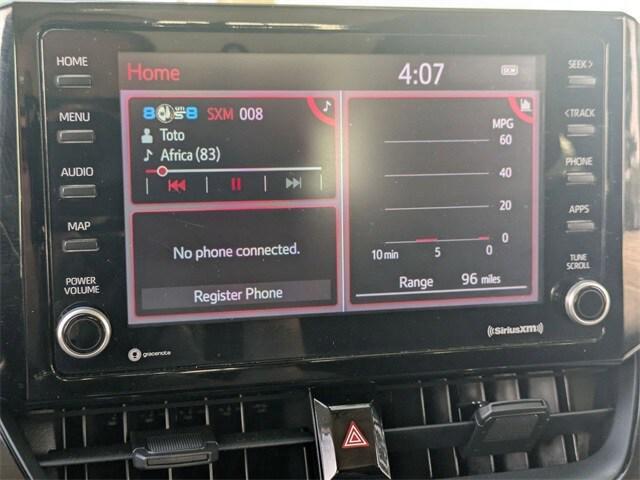 HOME
MENU
AUDIO
MAP
POWER
VOLUME
gracenote
Home
4:07
DCM
SXM 008
Toto
Africa (83)
No phone connected.
Register Phone
MPG
60
40
20
0
10 min 5 0
Range 96 miles
SEEK >
< TRACK
PHONE
APPS
TUNE
SCROLL
((SiriusXM))